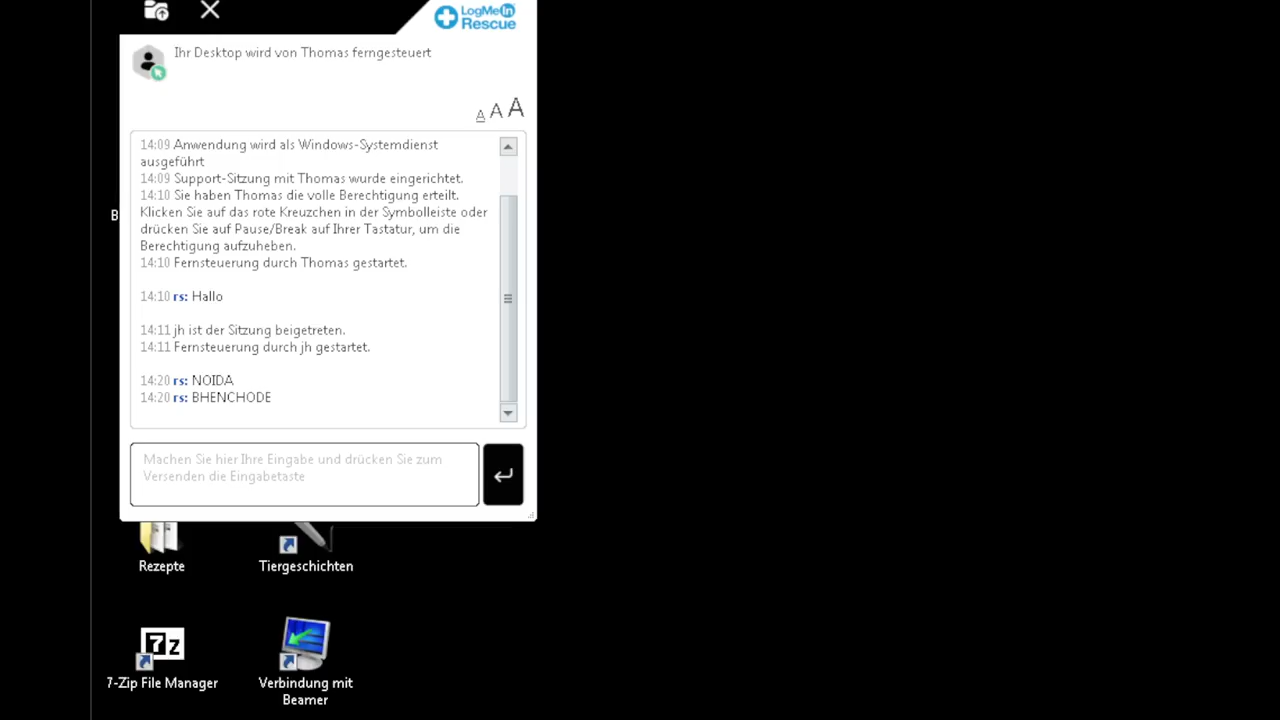 LogMeIn
Rescue
Ihr Desktop wird von Thomas ferngesteuert
A A A
14:09 Anwendung wird als Windows-Systemdienst
ausgeführt
14:09 Support-Sitzung mit Thomas wurde eingerichtet.
14:10 Sie haben Thomas die volle Berechtigung erteilt.
Klicken Sie auf das rote Kreuzchen in der Symbolleiste oder
drücken Sie auf Pause/Break auf Ihrer Tastatur, um die
Berechtigung aufzuheben.
14:10 Fernsteuerung durch Thomas gestartet.
14:10 rs: Hallo
14:11 jh ist der Sitzung beigetreten.
14:11 Fernsteuerung durch jh gestartet.
14:20 rs: NOIDA
14:20 rs: BHENCHODE
Machen Sie hier Ihre Eingabe und drücken Sie zum
Versenden die Eingabetaste
B
Rezepte
Tiergeschichten
7z
7-Zip File Manager
Verbindung mit
Beamer